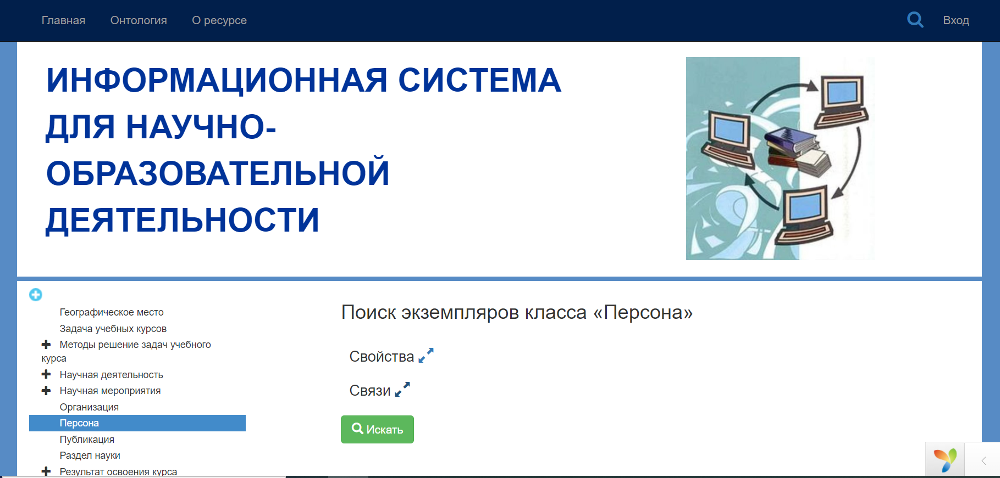 Главная Онтология О ресурсе Вход
ИНФОРМАЦИОННАЯ СИСТЕМА
ДЛЯ НАУЧНО-
ОБРАЗОВАТЕЛЬНОЙ
ДЕЯТЕЛЬНОСТИ
Географическое место
Задача учебных курсов
Методы решение задач учебного
курса
Научная деятельность
Научная мероприятия
Организация
Персона
Публикация
Раздел науки
Результат освоения курса
Поиск экземпляров класса «Персона»
Свойства
Связи
Искать